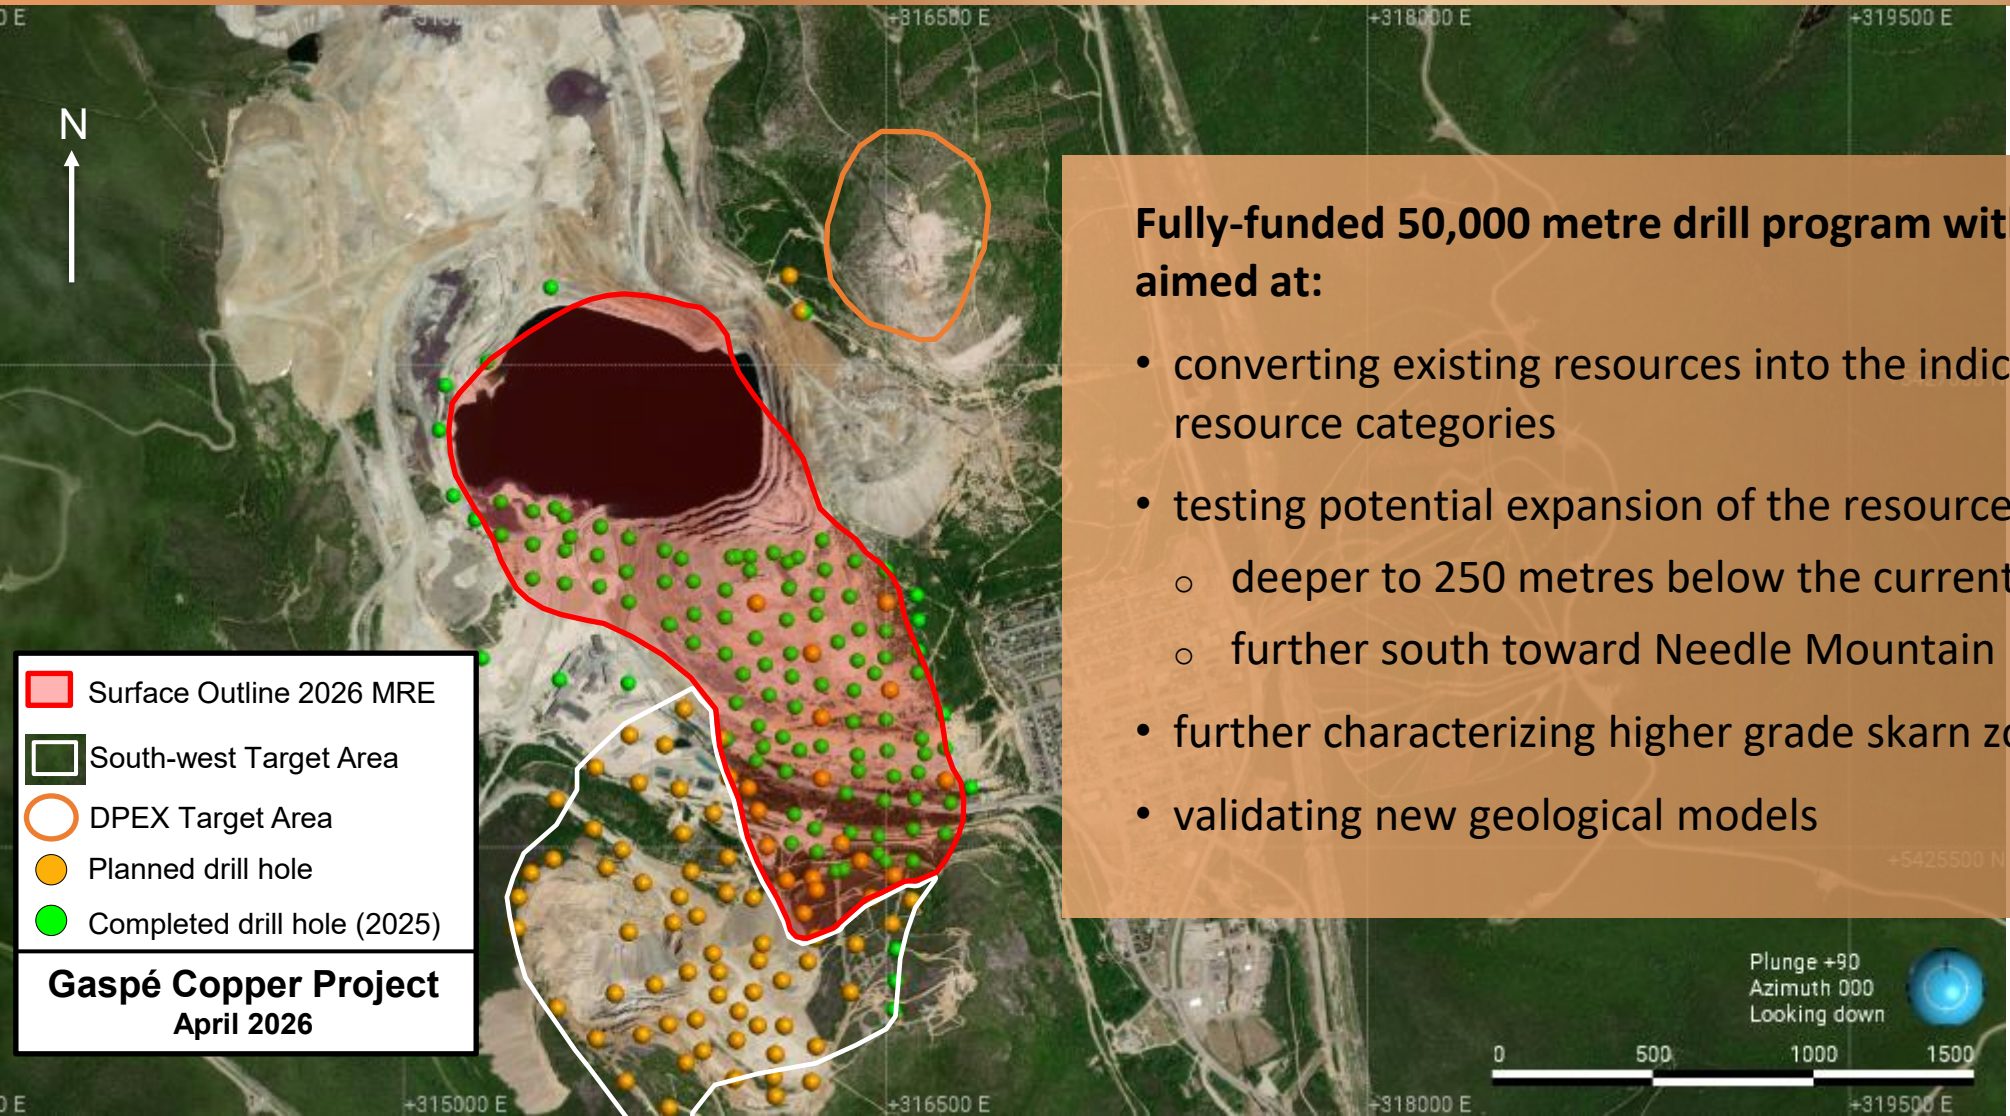 +316500 E
+318000 E
+319500 E
N
Fully-funded 50,000 metre drill program
aimed at:
• converting existing resources into the
resource categories
• testing potential expansion of the resource
o deeper to 250 metres below the current
o further south toward Needle Mountain
• further characterizing higher grade skarn
• validating new geological models
+5425500 N
Surface Outline 2026 MRE
South-west Target Area
DPEX Target Area
Planned drill hole
Completed drill hole (2025)
Gaspé Copper Project
April 2026
Plunge +90
Azimuth 000
Looking down
0 500 1000 1500
+315000 E
+316500 E
+318000 E
+319500 E